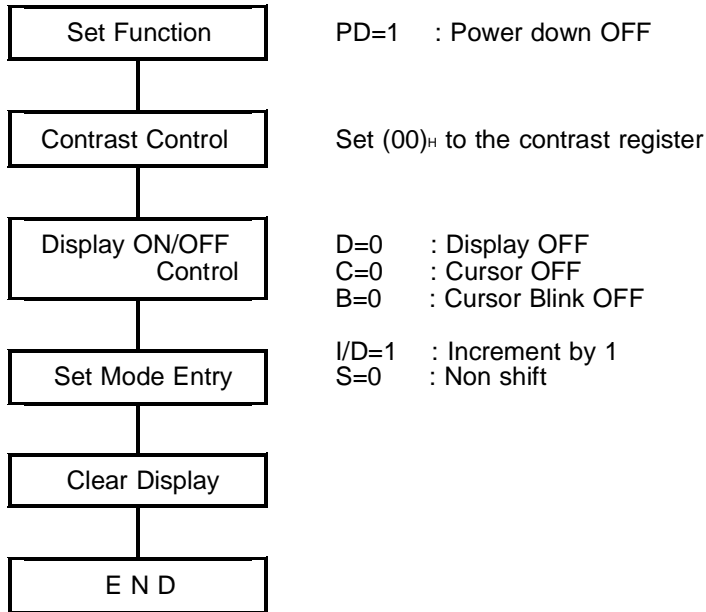 Set Function PD=1 : Power down OFF
Contrast Control Set (00)H to the contrast register
Display ON/OFF D=0 : Display OFF
Control C=0 : Cursor OFF
B=0 : Cursor Blink OFF
I/D=1 : Increment by 1
Set Mode Entry S=0 : Non shift
Clear Display
E N D